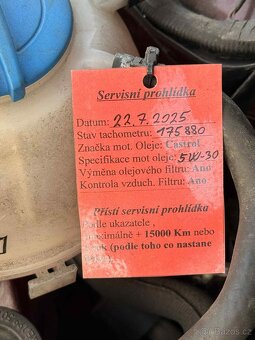 Servisní prohlídka
Datum: 22.7.2025
Stav tachometru: 175 880
Značka mot. Oleje: Castrol
Specifikace mot oleje: 5W-30
Výměna olejového filtru: Ano
Kontrola vzduch. Filtru: Ano
Příští servisní prohlídka
Podle ukazatele ,
maximálně + 15000 Km nebo
(podle toho co nastane
Bazoš.cz